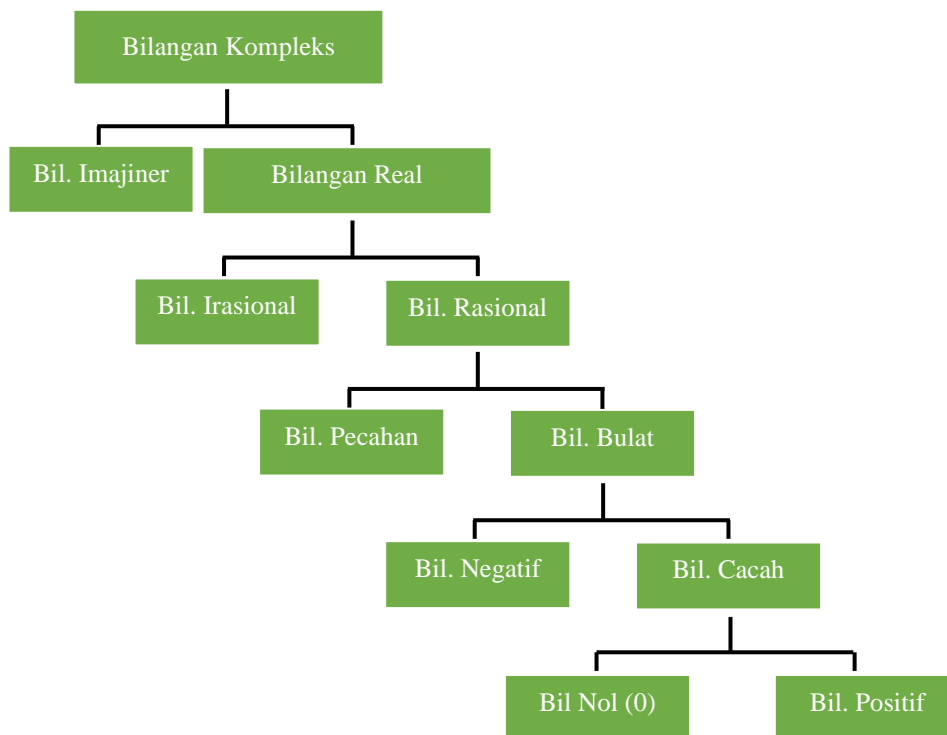 Bilangan Kompleks
Bil. Imajiner
Bilangan Real
Bil. Irasional
Bil. Rasional
Bil. Pecahan
Bil. Bulat
Bil. Negatif
Bil. Cacah
Bil Nol (0)
Bil. Positif